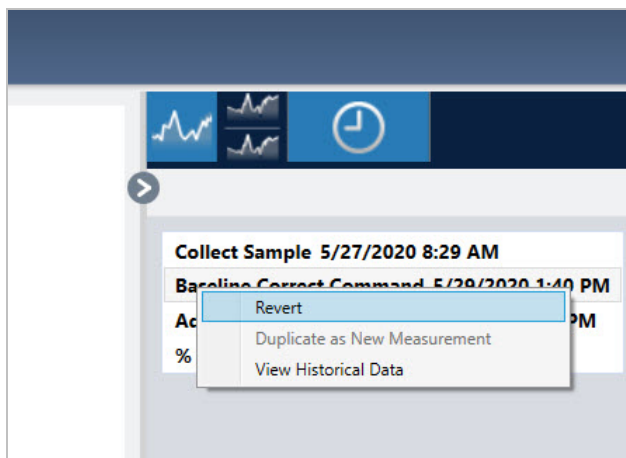 Collect Sample 5/27/2020 8:29 AM
Baseline Correct Command 5/29/2020 1:40 PM
Revert
PM
Duplicate as New Measurement
%
View Historical Data